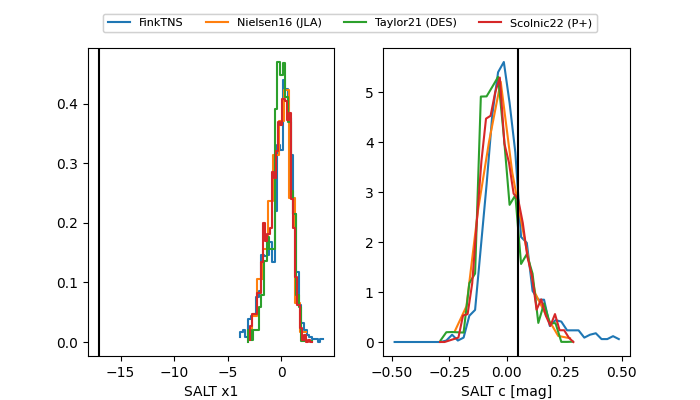 FinkTNS Nielsen16 (JLA) Taylor21 (DES) Scolnic22 (P+)
0.4
0.3
0.2
0.1
0.0
−15 −10 −5 0
SALT x1
5
4
3
2
1
0
−0.50 −0.25 0.00 0.25 0.50
SALT c [mag]